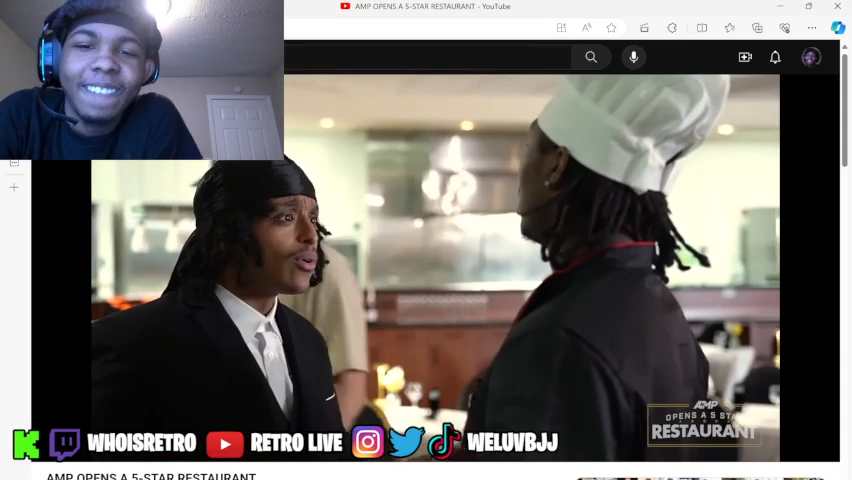 AMP OPENS A 5-STAR RESTAURANT - YouTube
AMP
OPENS A 5 STAR
RESTAURANT
K WHOISRETRO RETRO LIVE WELUVBJJ
AMP OPENS A 5-STAR RESTAURANT